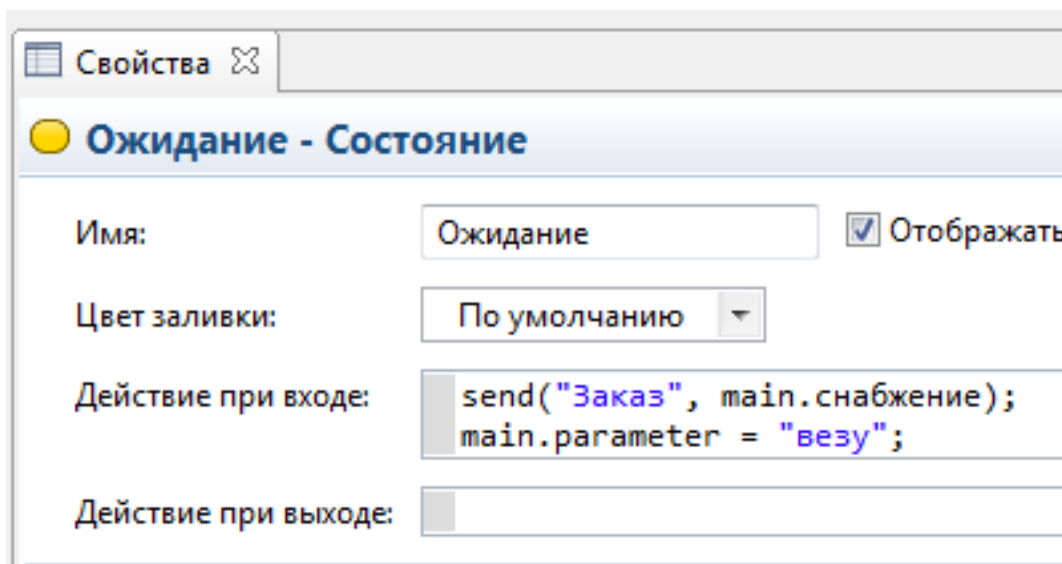 Свойства
Ожидание - Состояние
Имя: Ожидание Отображать
Цвет заливки: По умолчанию
Действие при входе: send("Заказ", main.снабжение);
main.parameter = "везу";
Действие при выходе: